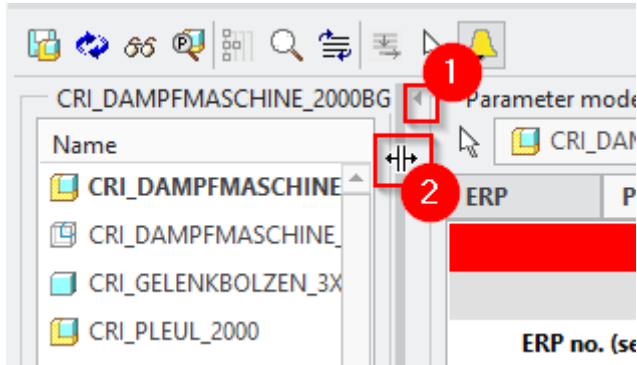 1
CRI_DAMPFMASCHINE_2000BG
Parameter mode
Name
CRI_DAM
2
CRI_DAMPFMASCHINE
ERP
P
CRI_DAMPFMASCHINE_
CRI_GELENKBOLZEN_3X
CRI_PLEUL_2000
ERP no. (se